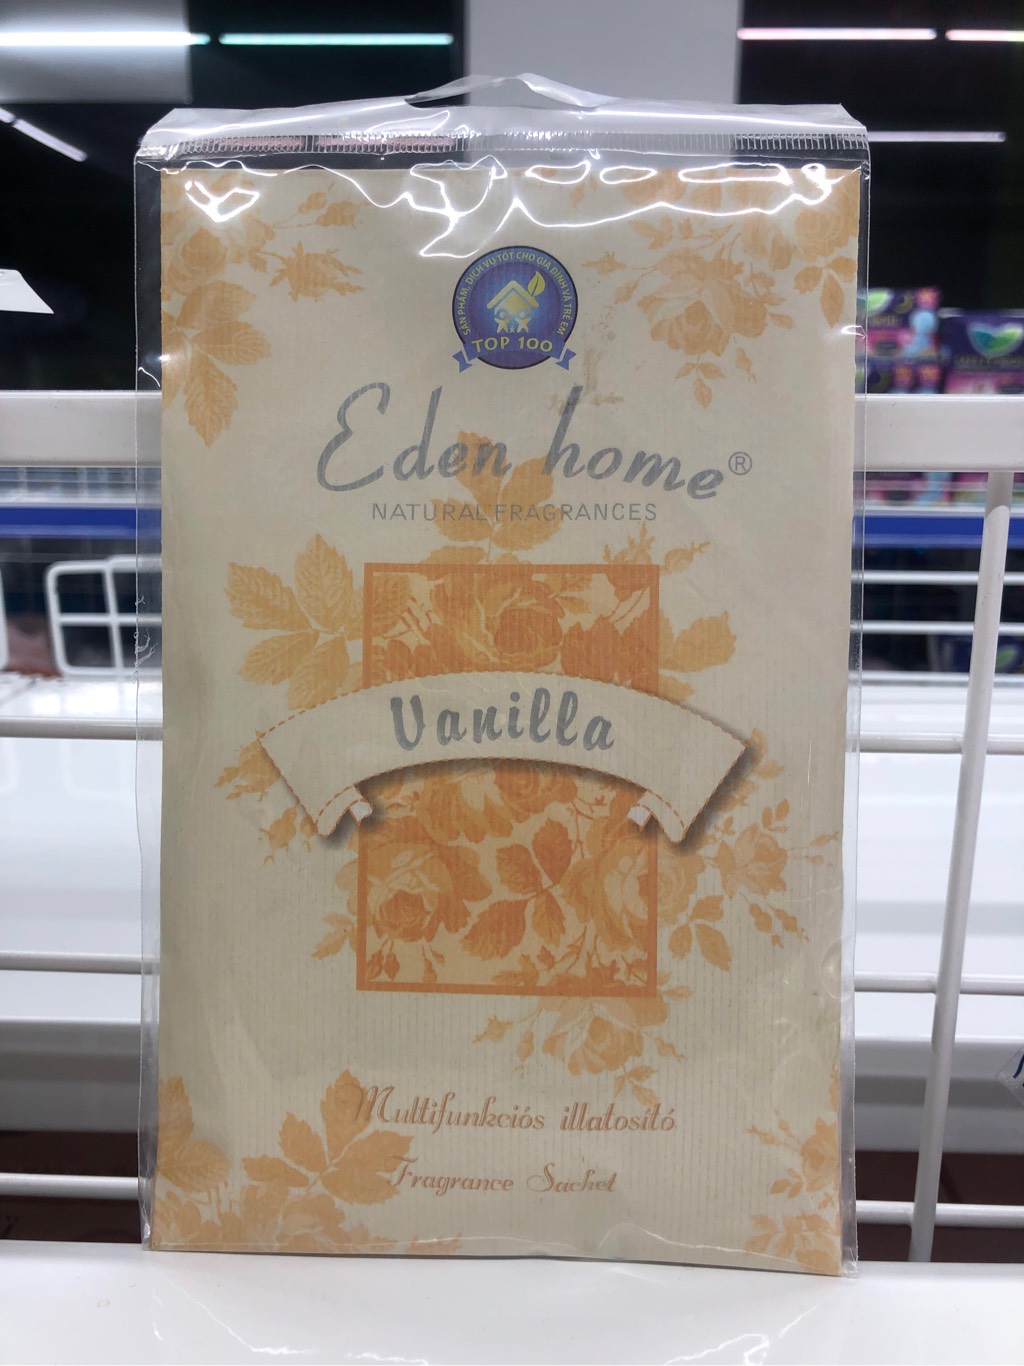 SẢN PHẨM, DỊCH VỤ TỐT CHO GIA ĐÌNH VÀ TRẺ EM
TOP 100
Eden home®
NATURAL FRAGRANCES
Vanilla
Multifunkciós illatosító
Fragrance Sachet